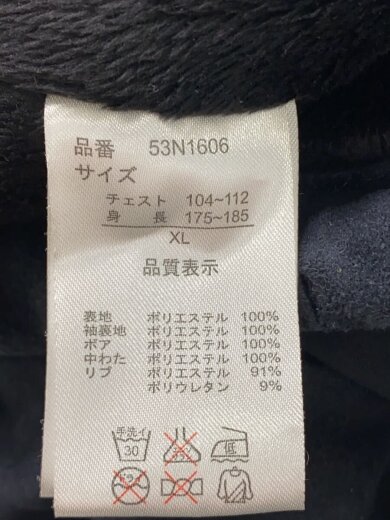 品番 53N1606
サイズ
チェスト 104~112
身 長 175~185
XL
品質表示
表地 ポリエステル 100%
袖裏地 ポリエステル 100%
ボア ポリエステル 100%
中わた ポリエステル 100%
リブ ポリエステル 91%
ポリウレタン 9%
手洗イ 30
低
ドライ